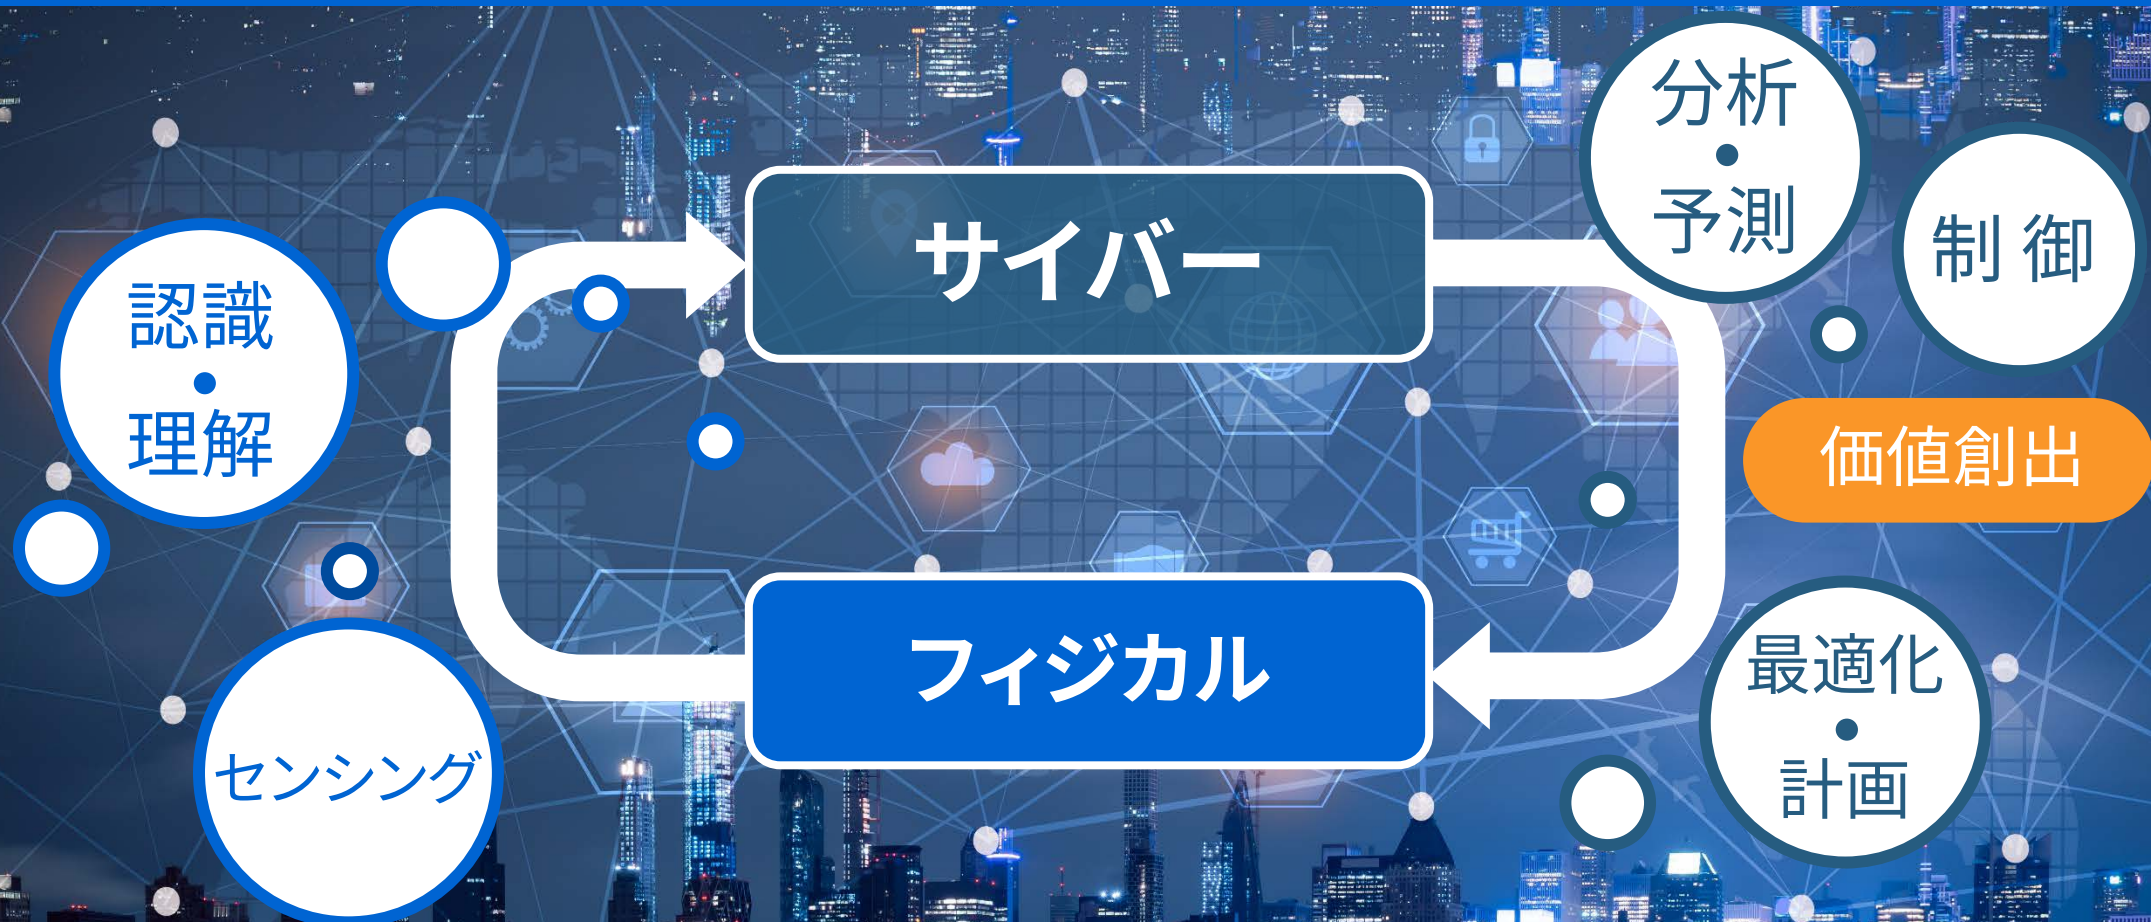 サイバー
フィジカル
認識
・
理解
センシング
分析
・
予測
制御
価値創出
最適化
・
計画